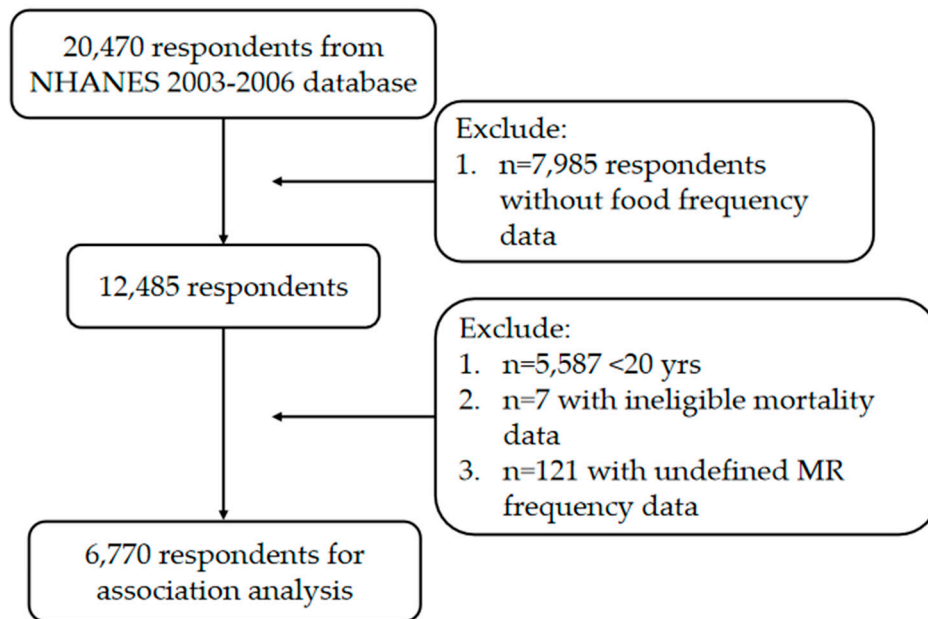 20,470 respondents from
NHANES 2003-2006 database
Exclude:
1. n=7,985 respondents
without food frequency
data
12,485 respondents
Exclude:
1. n=5,587 <20 yrs
2. n=7 with ineligible mortality
data
3. n=121 with undefined MR
frequency data
6,770 respondents for
association analysis